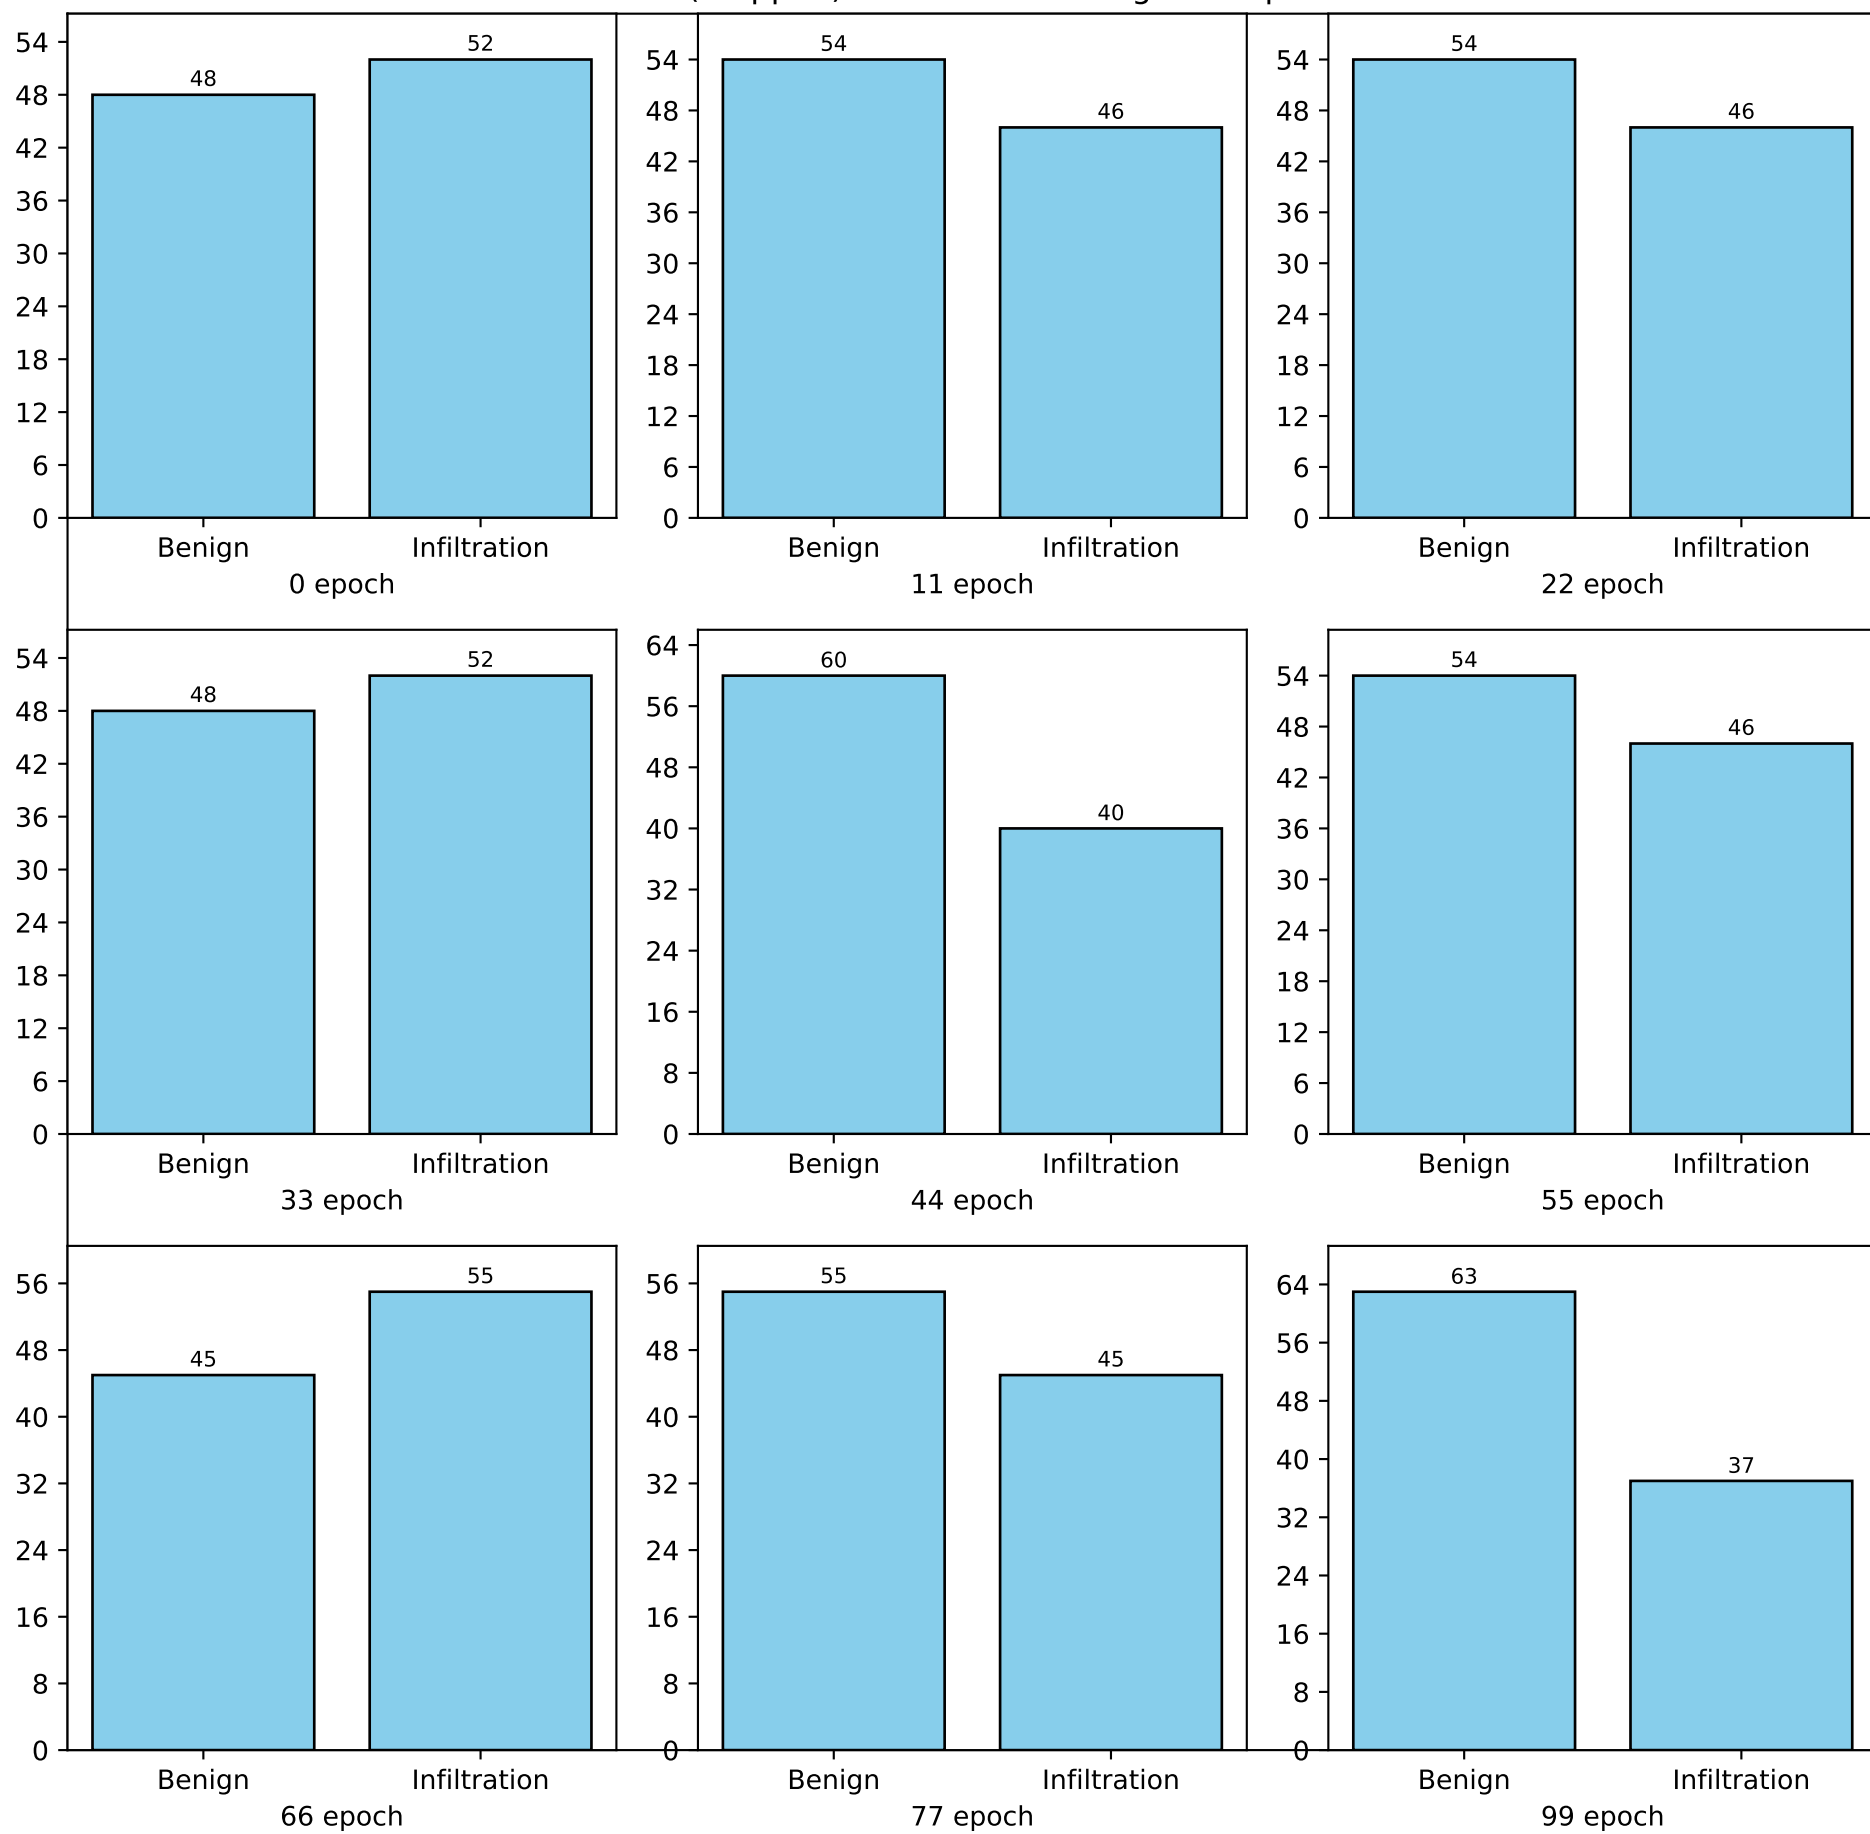 54 48 42 36 30 24 18 12 6 0
48 52
Benign Infiltration
0 epoch
54 48 42 36 30 24 18 12 6 0
54 46
Benign Infiltration
11 epoch
54 48 42 36 30 24 18 12 6 0
54 46
Benign Infiltration
22 epoch
54 48 42 36 30 24 18 12 6 0
48 52
Benign Infiltration
33 epoch
64 56 48 40 32 24 16 8 0
60 40
Benign Infiltration
44 epoch
54 48 42 36 30 24 18 12 6 0
54 46
Benign Infiltration
55 epoch
56 48 40 32 24 16 8 0
45 55
Benign Infiltration
66 epoch
56 48 40 32 24 16 8 0
55 45
Benign Infiltration
77 epoch
64 56 48 40 32 24 16 8 0
63 37
Benign Infiltration
99 epoch